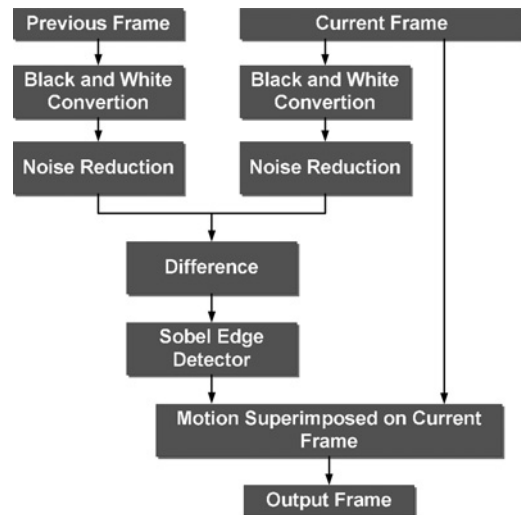 Previous Frame
Current Frame
Black and White
Convertion
Black and White
Convertion
Noise Reduction
Noise Reduction
Difference
Sobel Edge
Detector
Motion Superimposed on Current
Frame
Output Frame